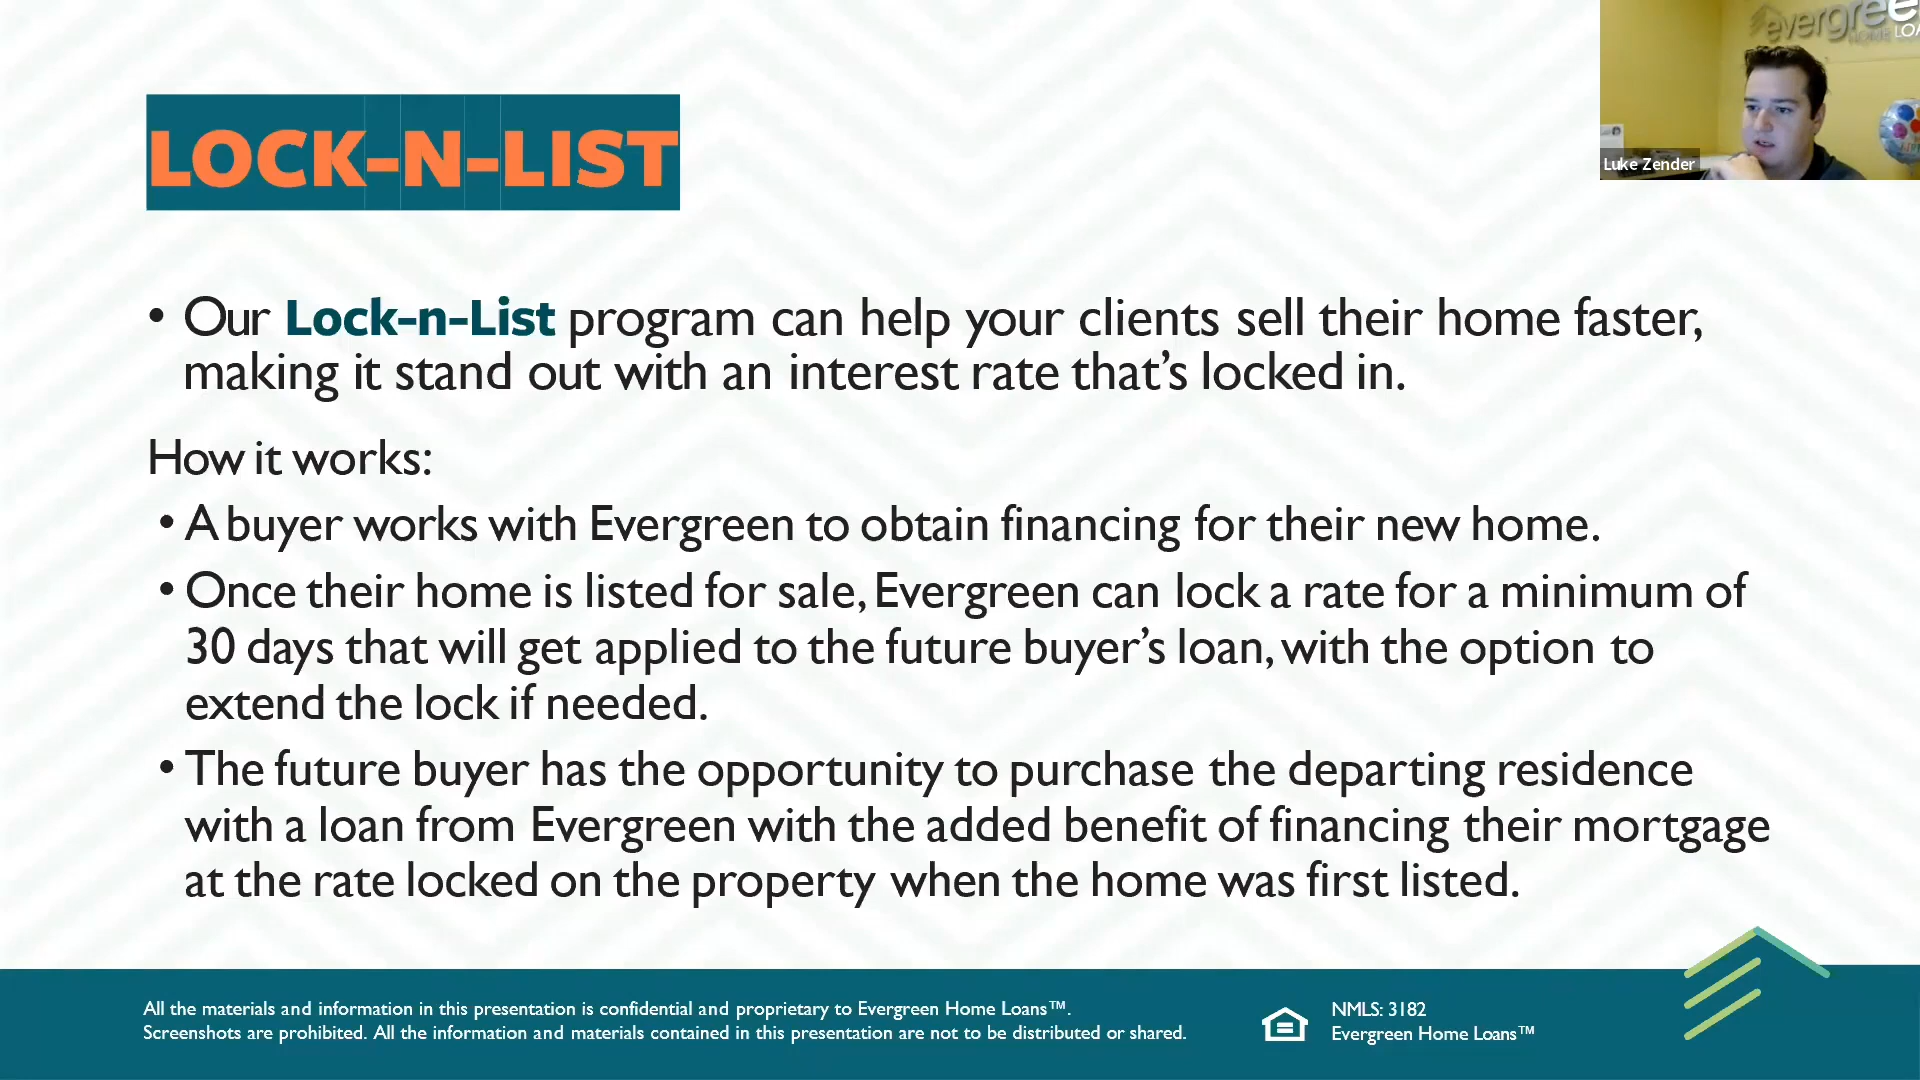 evergree
HOME LOA
LOCK-N-LIST
Luke Zender
• Our Lock-n-List program can help your clients sell their home faster,
making it stand out with an interest rate that’s locked in.
How it works:
• A buyer works with Evergreen to obtain financing for their new home.
• Once their home is listed for sale, Evergreen can lock a rate for a minimum of
30 days that will get applied to the future buyer’s loan, with the option to
extend the lock if needed.
• The future buyer has the opportunity to purchase the departing residence
with a loan from Evergreen with the added benefit of financing their mortgage
at the rate locked on the property when the home was first listed.
All the materials and information in this presentation is confidential and proprietary to Evergreen Home Loans™.
Screenshots are prohibited. All the information and materials contained in this presentation are not to be distributed or shared.
NMLS: 3182
Evergreen Home Loans™